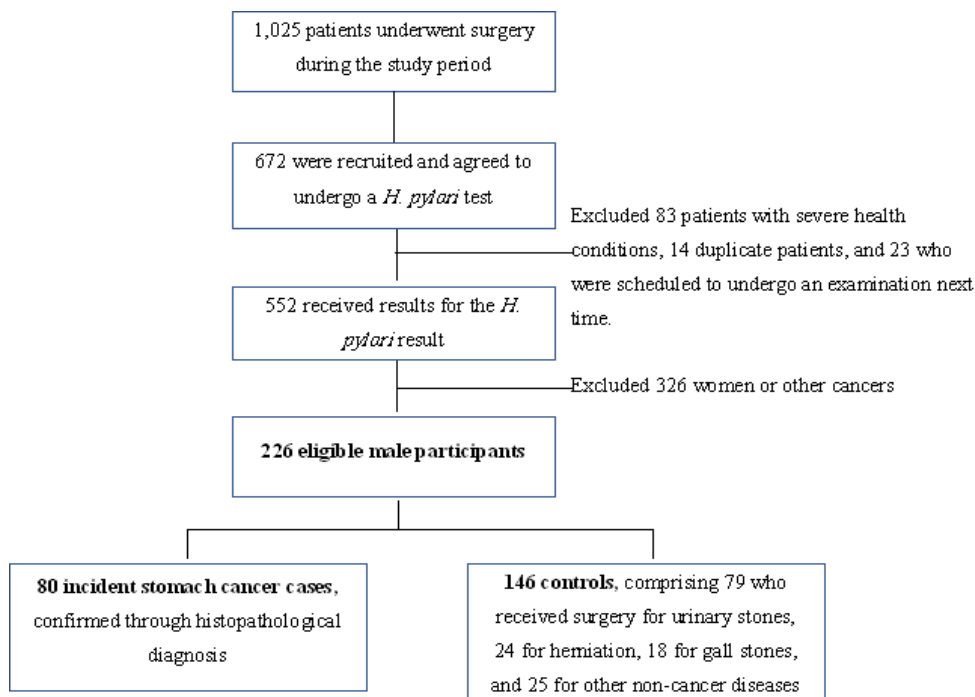 1,025 patients underwent surgery
during the study period
672 were recruited and agreed to
undergo a H. pylori test
Excluded 83 patients with severe health
conditions, 14 duplicate patients, and 23 who
were scheduled to undergo an examination next
time.
552 received results for the H.
pylori result
Excluded 326 women or other cancers
226 eligible male participants
80 incident stomach cancer cases,
confirmed through histopathological
diagnosis
146 controls, comprising 79 who
received surgery for urinary stones,
24 for herniation, 18 for gall stones,
and 25 for other non-cancer diseases